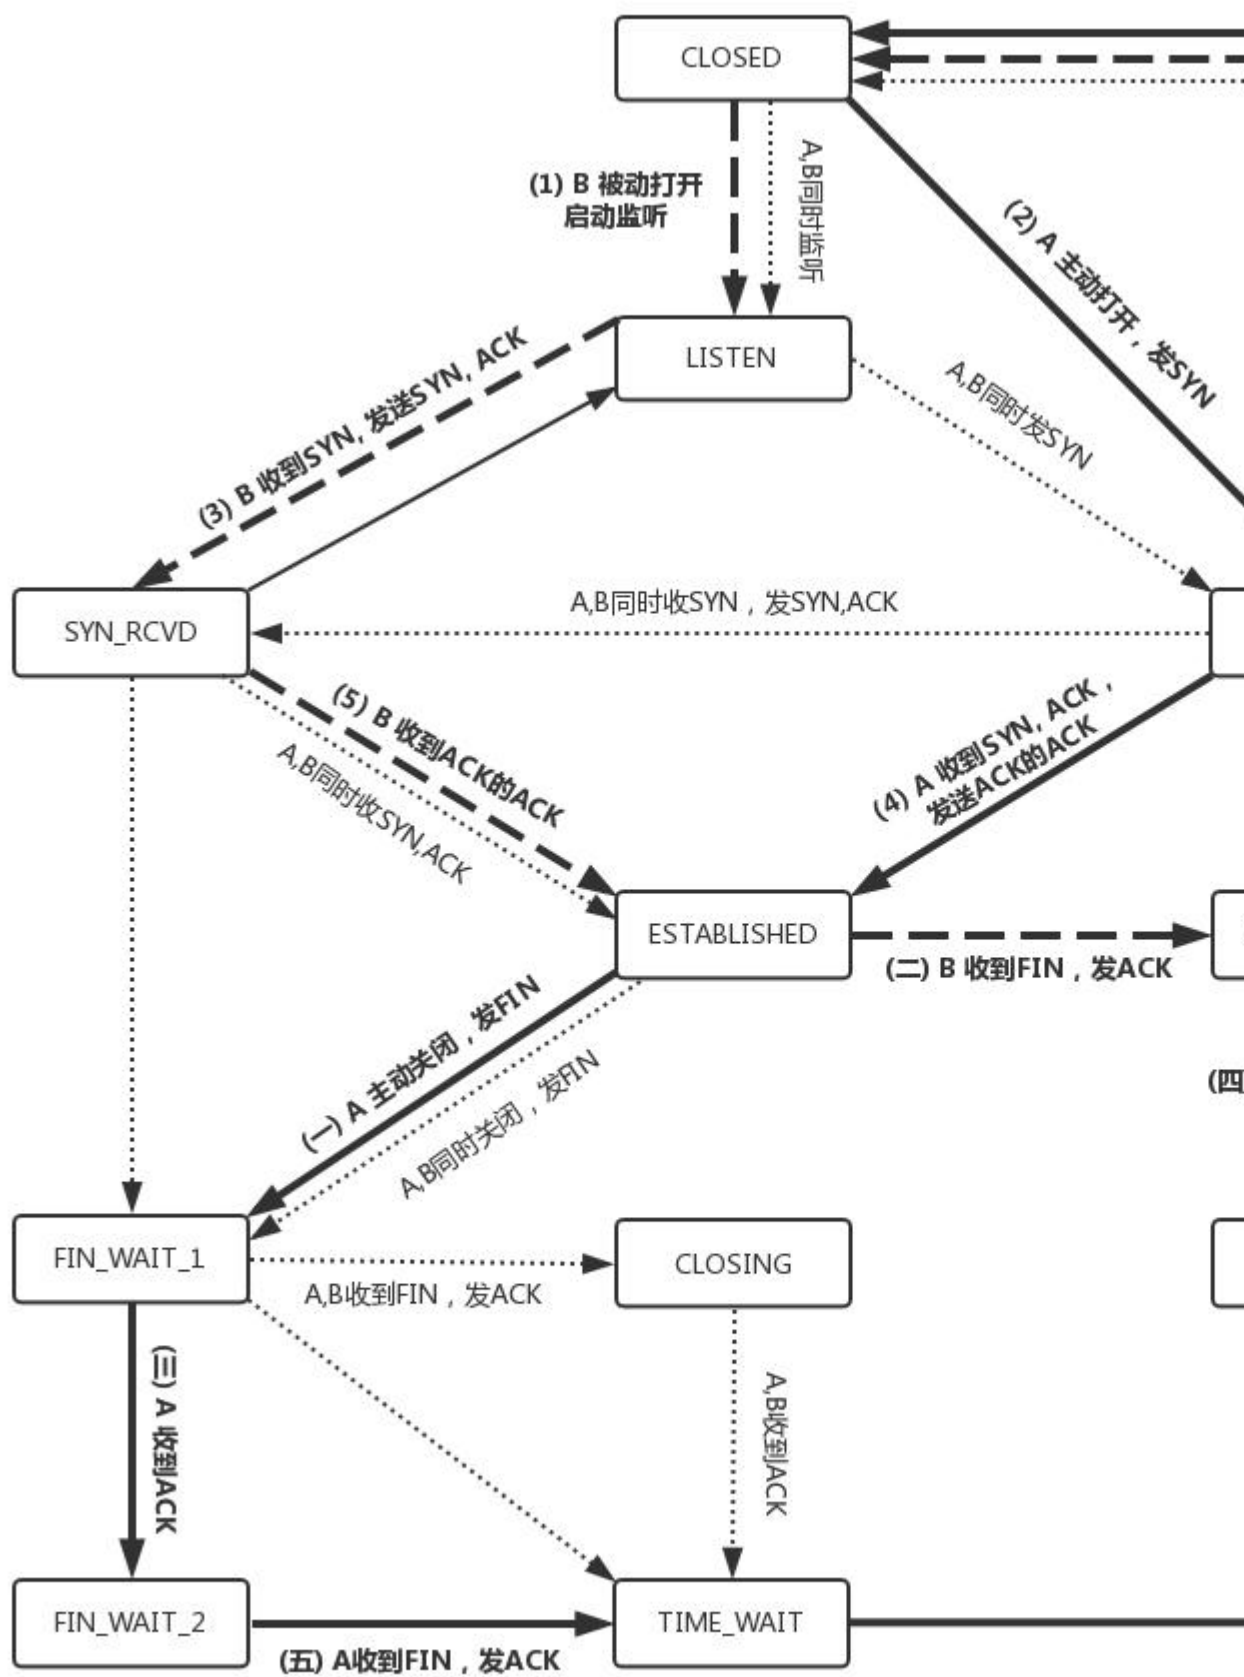 CLOSED
(1) B 被动打开
启动监听
A,B同时监听
(2) A 主动打开，发SYN
LISTEN
(3) B 收到SYN, 发送SYN, ACK
A,B同时发SYN
SYN_RCVD
A,B同时收SYN，发SYN,ACK
(5) B 收到ACK的ACK
A,B同时收SYN,ACK
(4) A 收到SYN, ACK，
发送ACK的ACK
ESTABLISHED
(二) B 收到FIN，发ACK
(一) A 主动关闭，发FIN
A,B同时关闭，发FIN
(四
FIN_WAIT_1
A,B收到FIN，发ACK
CLOSING
(三) A 收到ACK
A,B收到ACK
FIN_WAIT_2
(五) A收到FIN，发ACK
TIME_WAIT